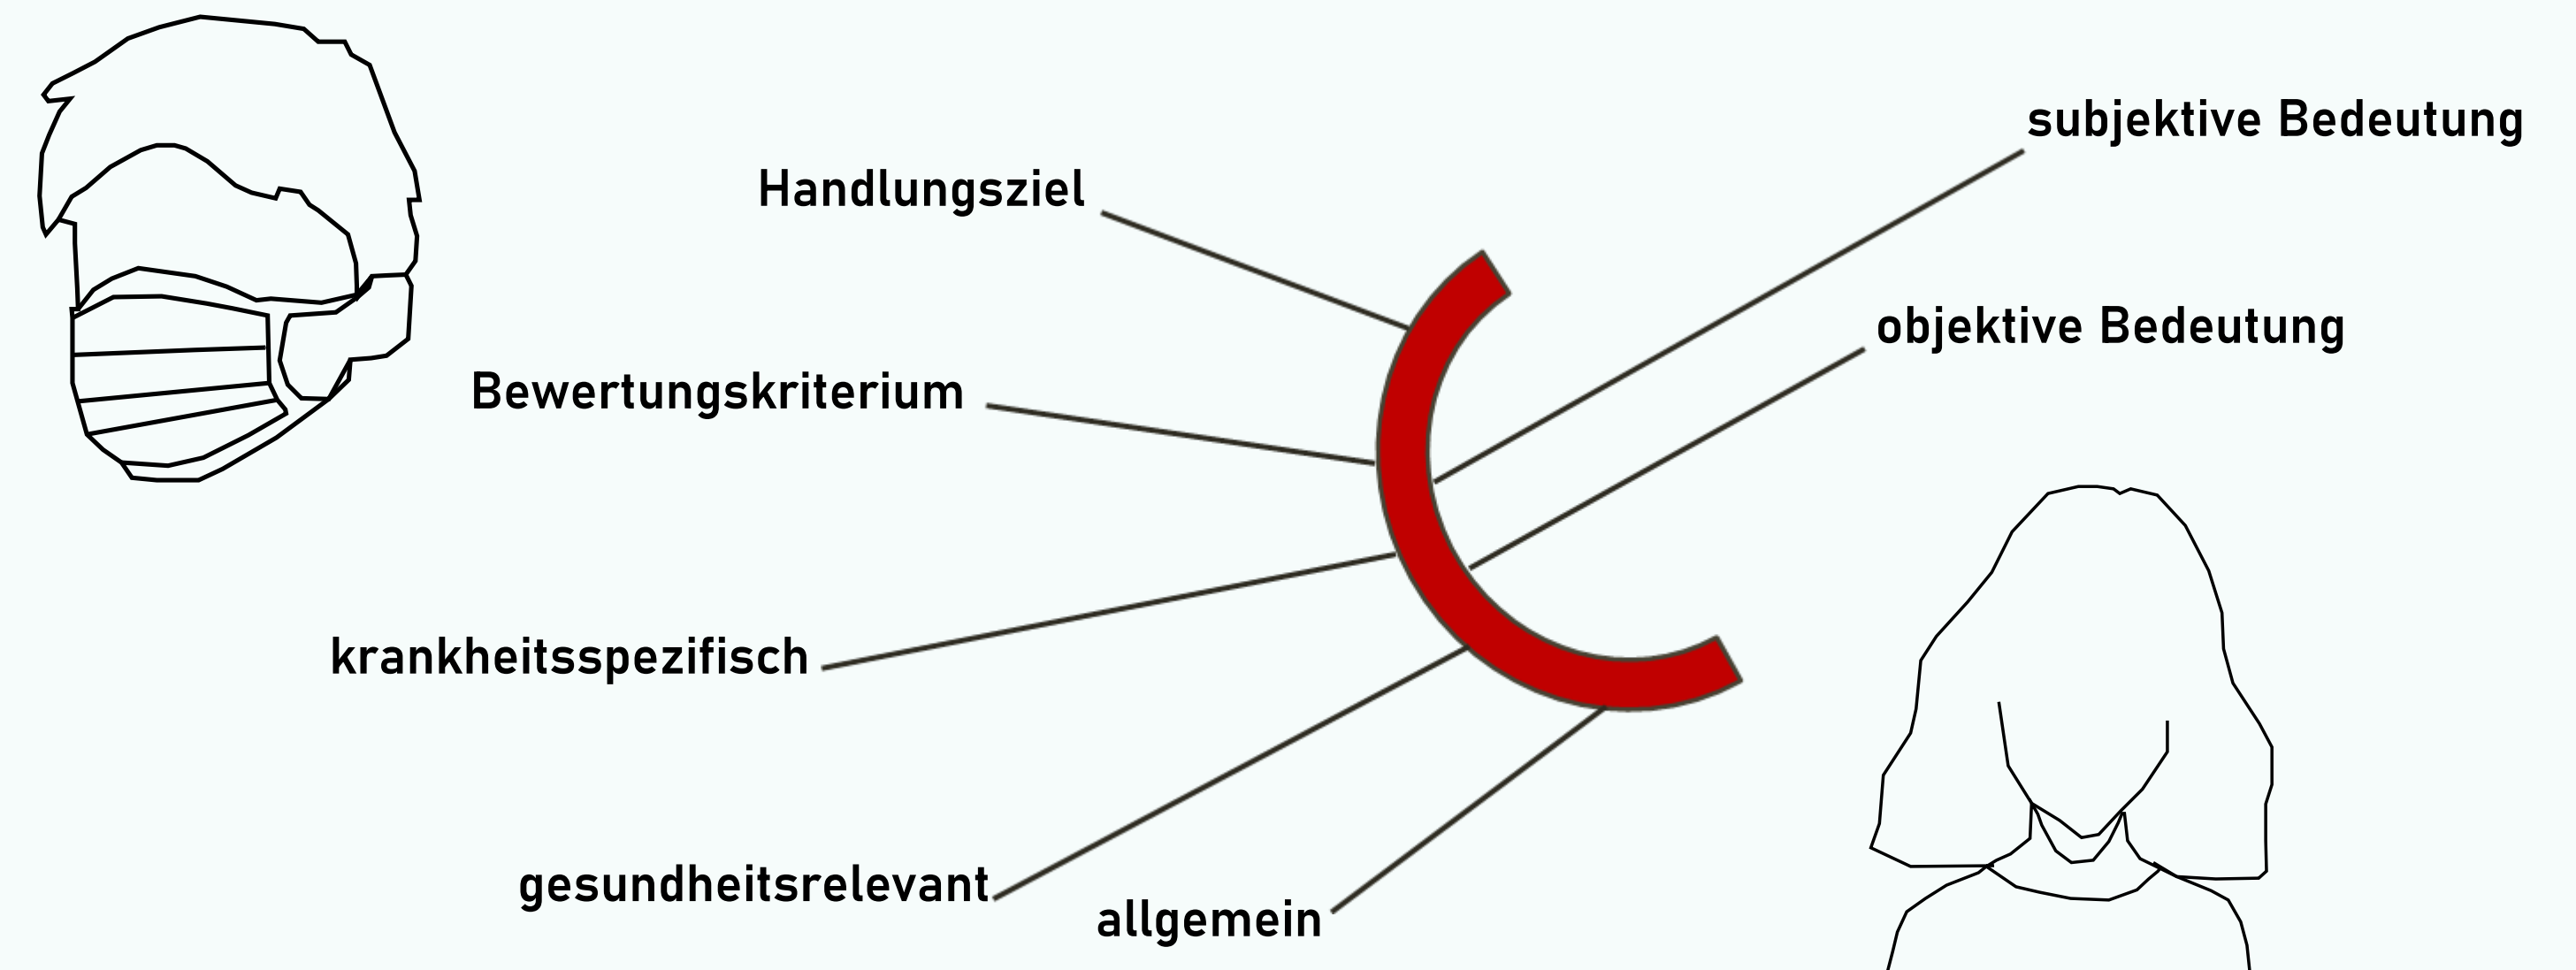 subjektive Bedeutung
Handlungsziel
objektive Bedeutung
Bewertungskriterium
krankheitsspezifisch
gesundheitsrelevant
allgemein